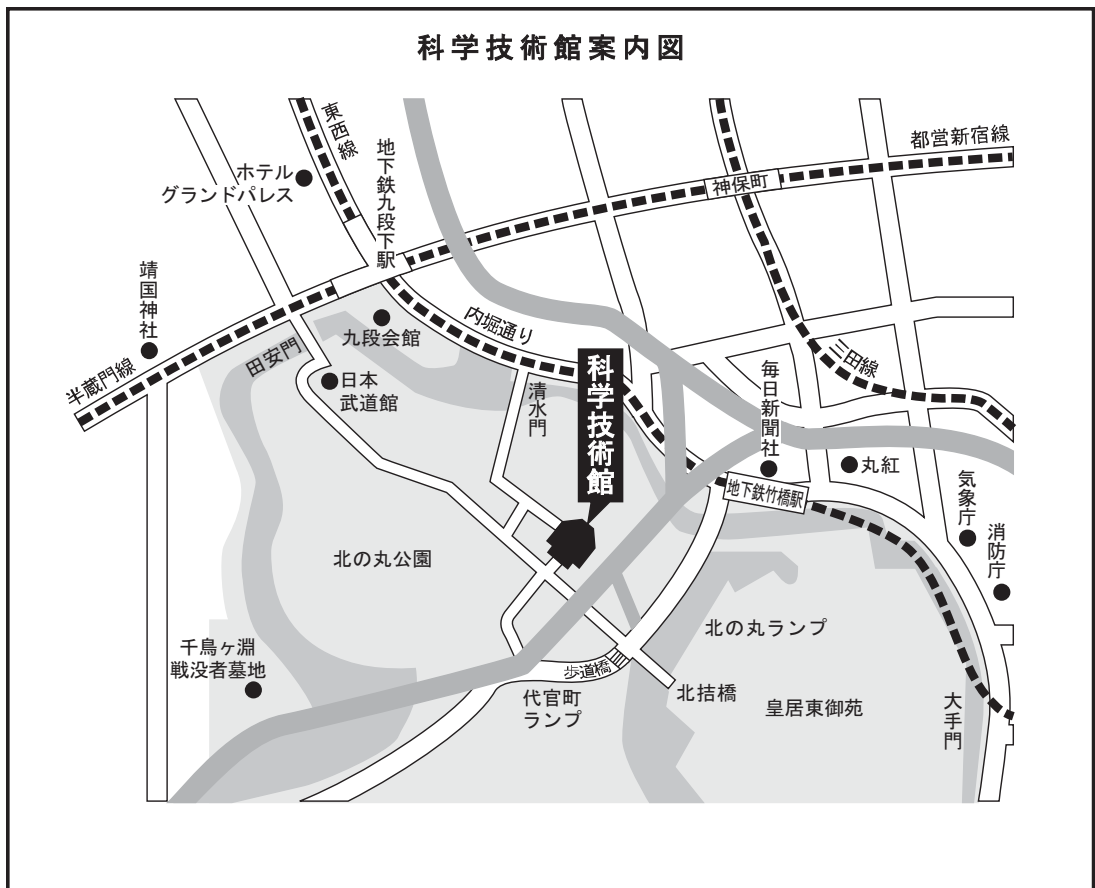 科学技術館案内図
東西線
地下鉄九段下駅
都営新宿線
ホテル
グランドパレス
神保町
靖国神社
半蔵門線
九段会館
内堀通り
田安門
日本
武道館
清水門
科学技術館
三田線
毎日新聞社
丸紅
地下鉄竹橋駅
気象庁
消防庁
北の丸公園
北の丸ランプ
千鳥ヶ淵
戦没者墓地
歩道橋
代官町
ランプ
北拮橋
皇居東御苑
大手門